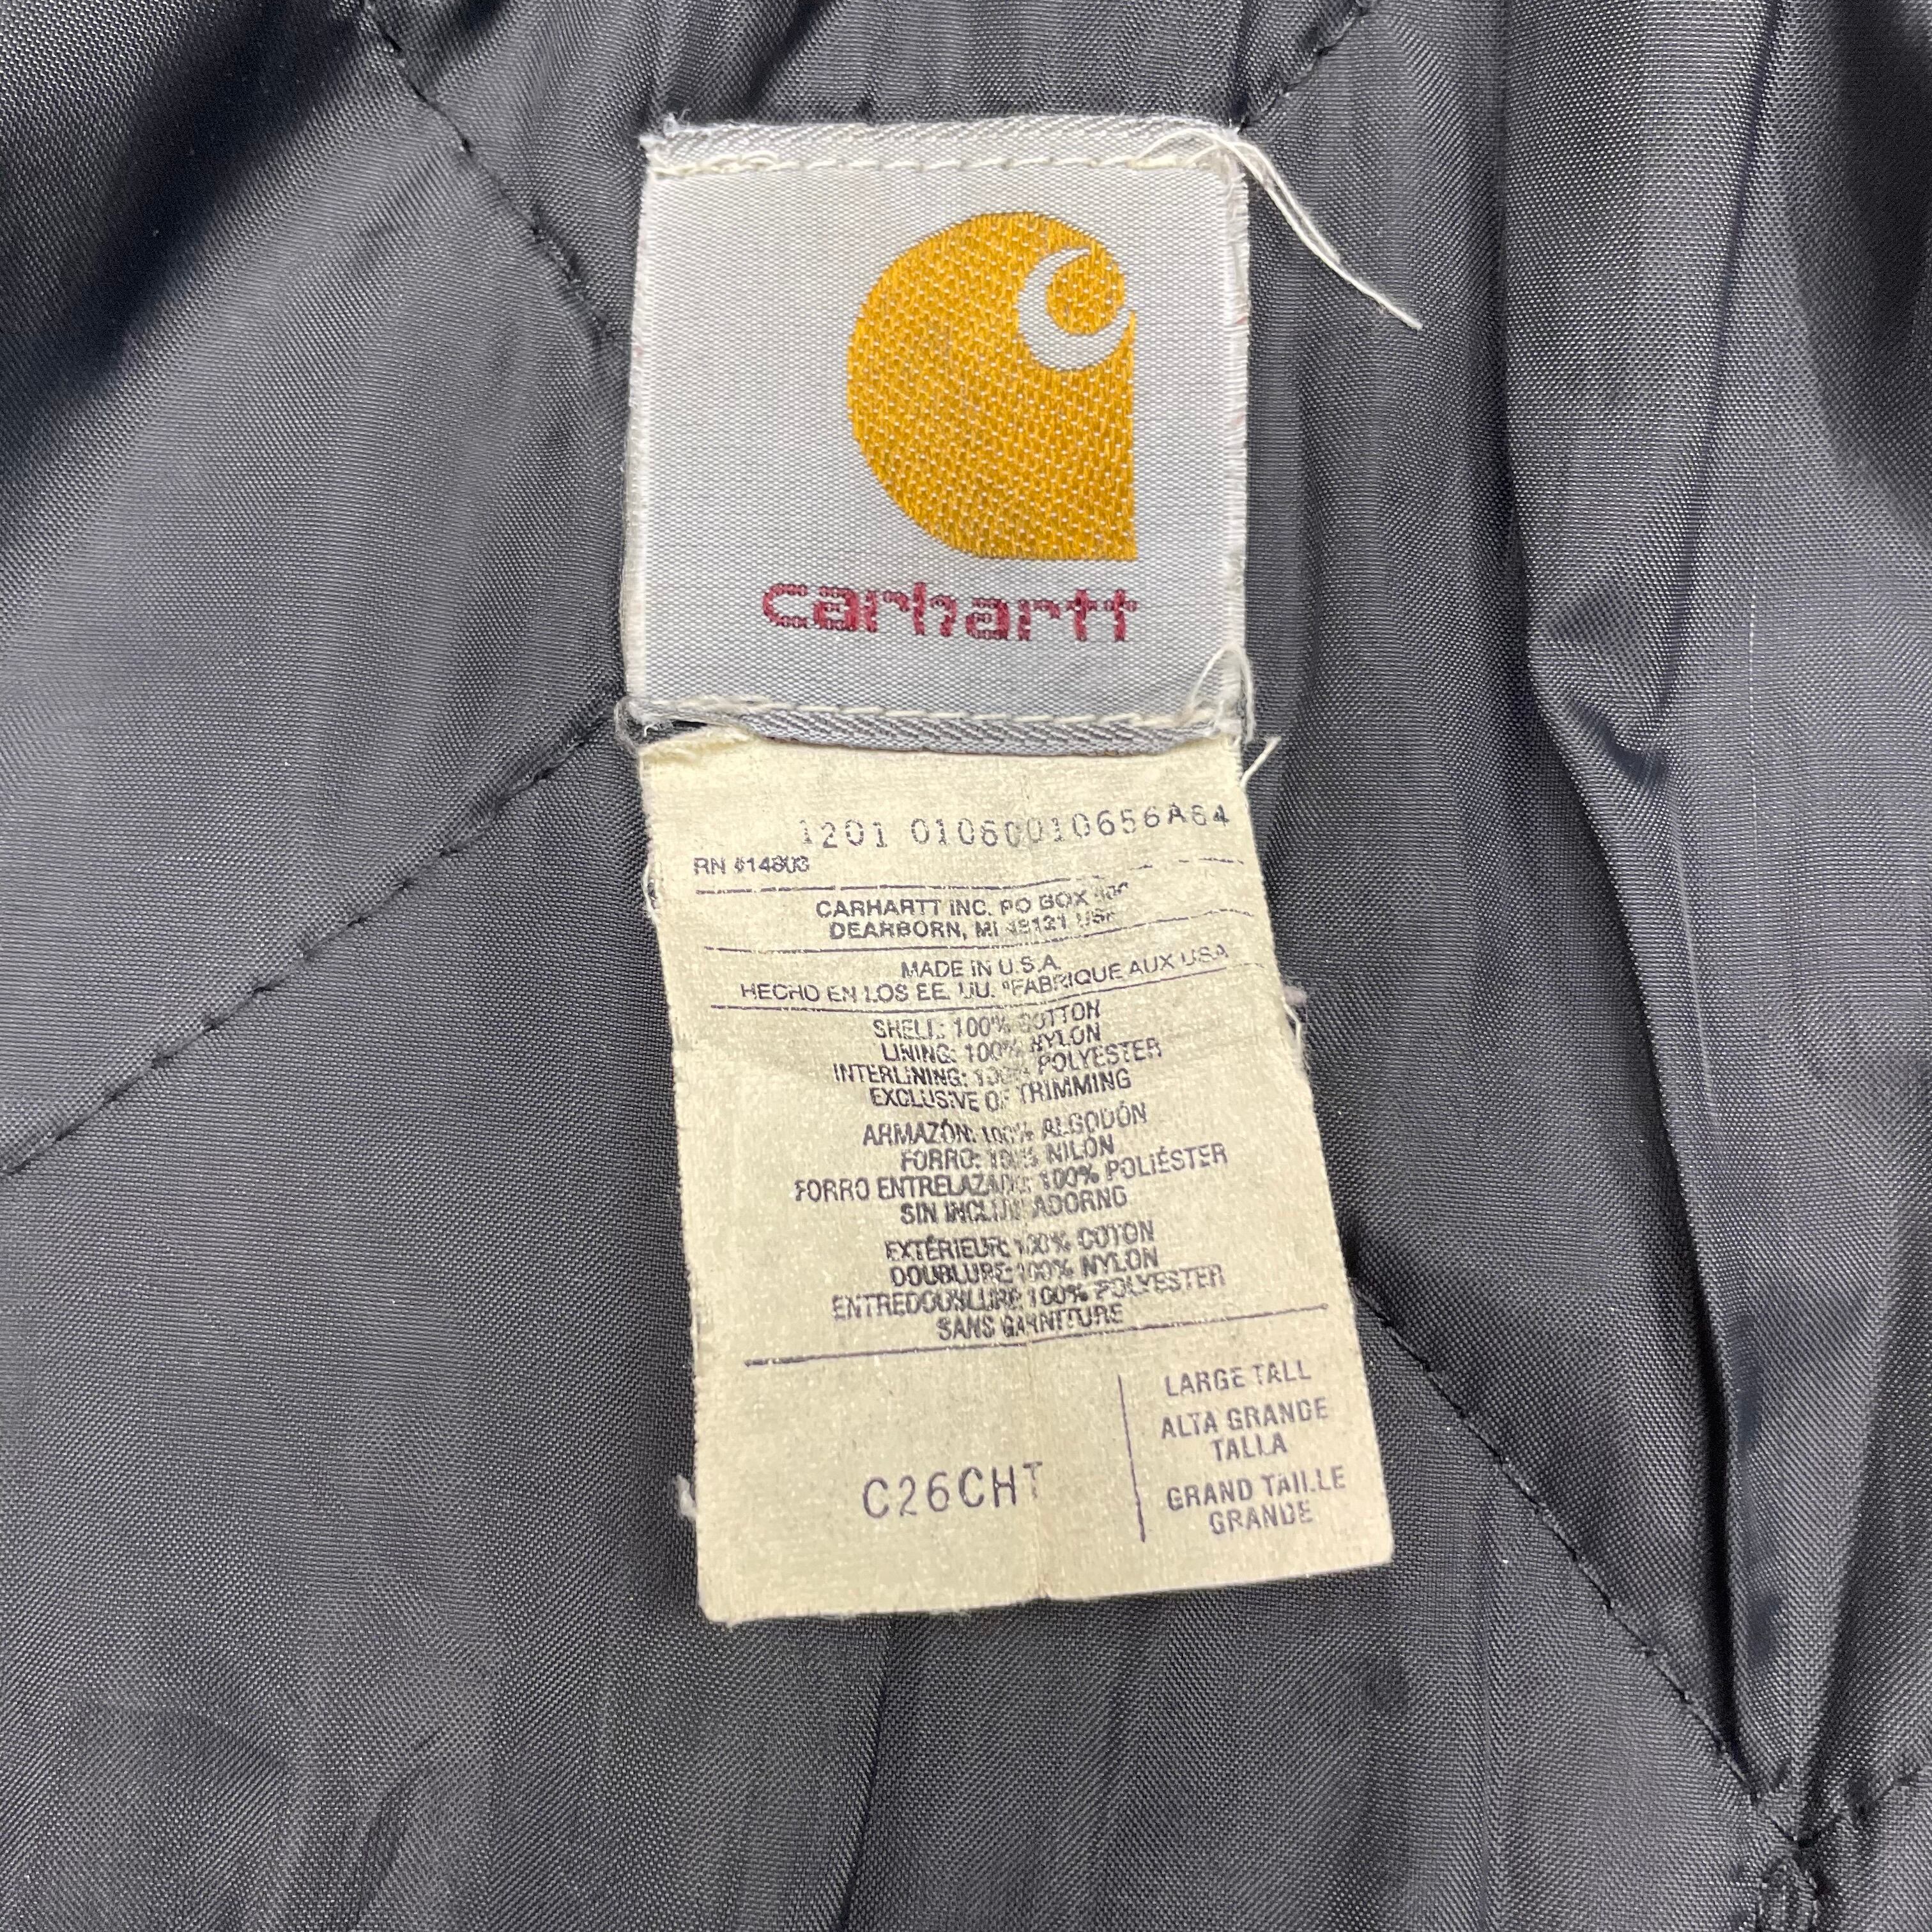 carhartt
1201 01060010656A64
RN #14806
CARHARTT INC. PO BOX
DEARBORN, MI 48121 USA
MADE IN U.S.A.
HECHO EN LOS EE. UU. FABRIQUE AUX USA
SHELL: 100% COTTON
LINING: 100% NYLON
INTERLINING: 100% POLYESTER
EXCLUSIVE OF TRIMMING
ARMAZÓN: 100% ALGODÓN
FORRO: 100% NILÓN
FORRO ENTRELAZADO: 100% POLIÉSTER
SIN INCLUIR ADORNO
EXTÉRIEUR: 100% COTON
DOUBLURE: 100% NYLON
ENTREDOUBLURE: 100% POLYESTER
SANS GARNITURE
C26CHT
LARGE TALL
ALTA GRANDE
TALLA
GRAND TAILLE
GRANDE